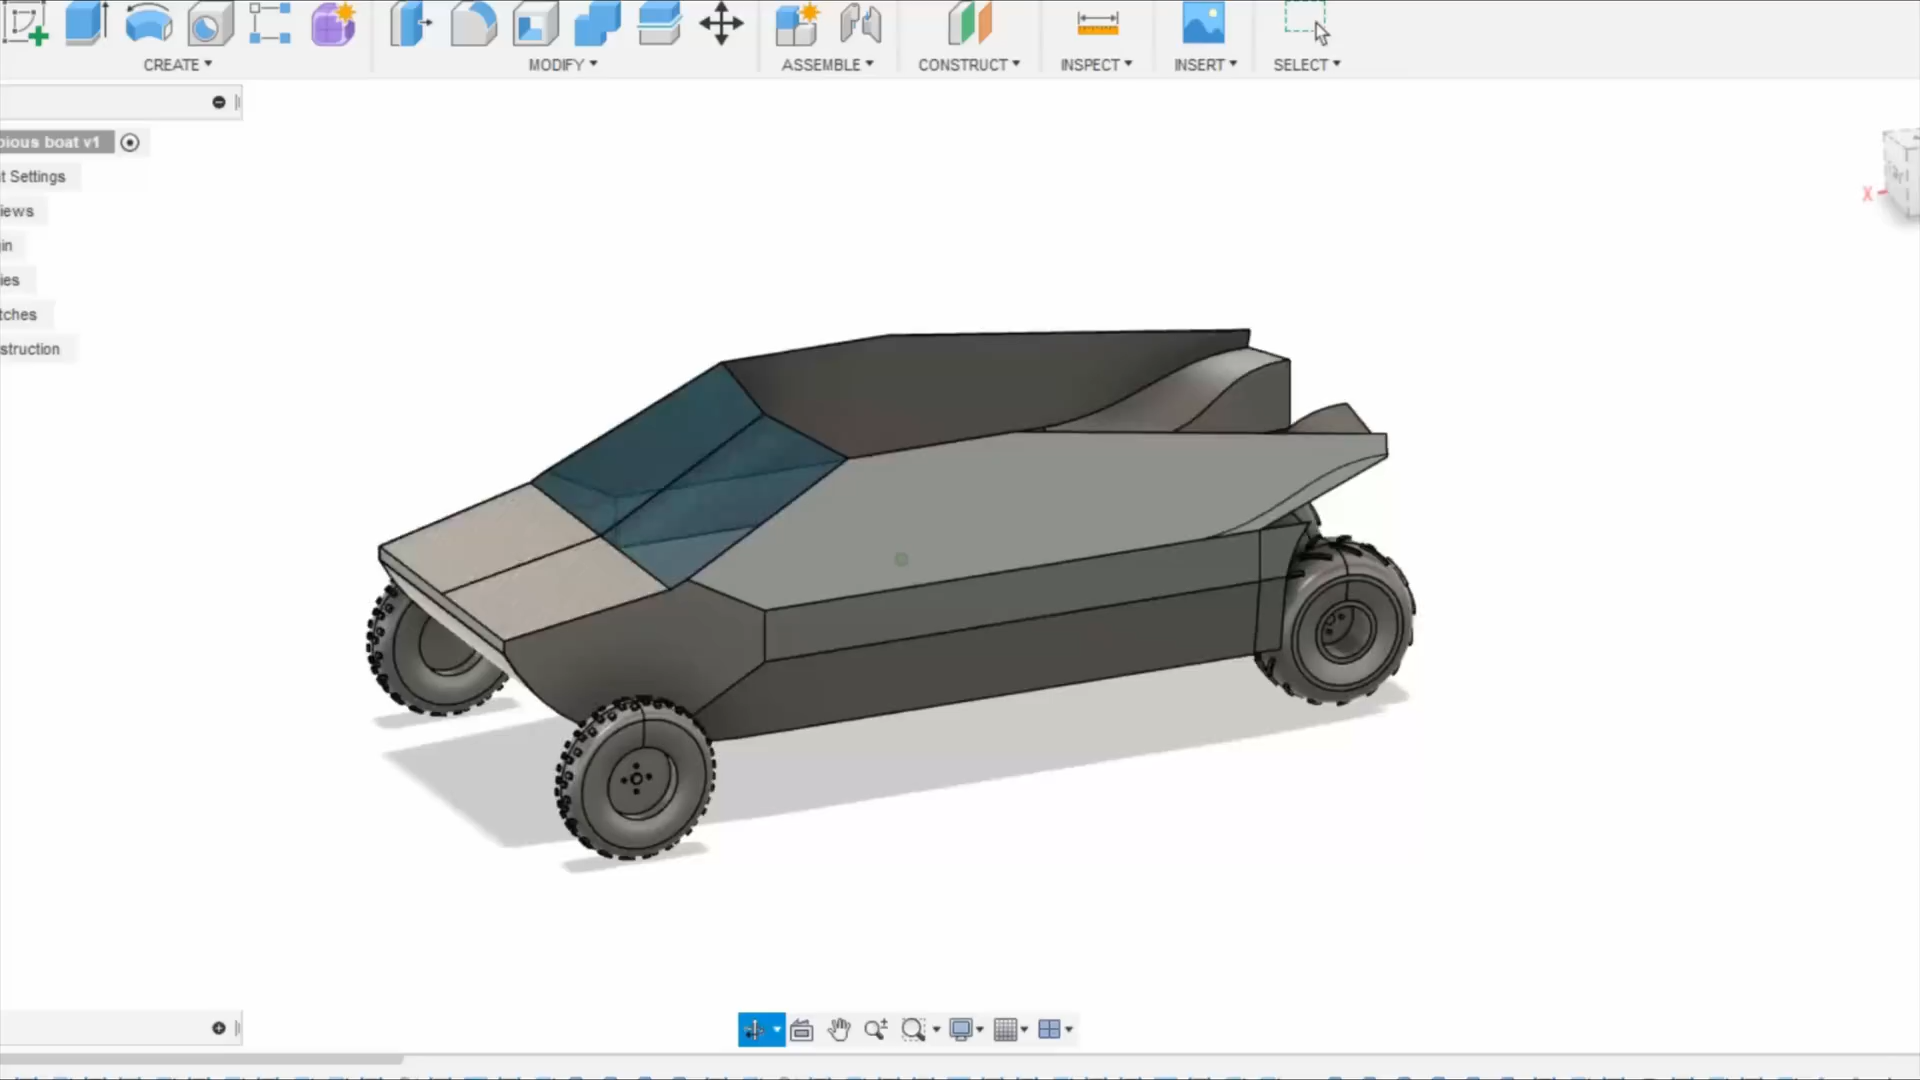 CREATE MODIFY ASSEMBLE CONSTRUCT INSPECT INSERT SELECT
bious boat v1
t Settings
iews
in
ies
tches
struction
X